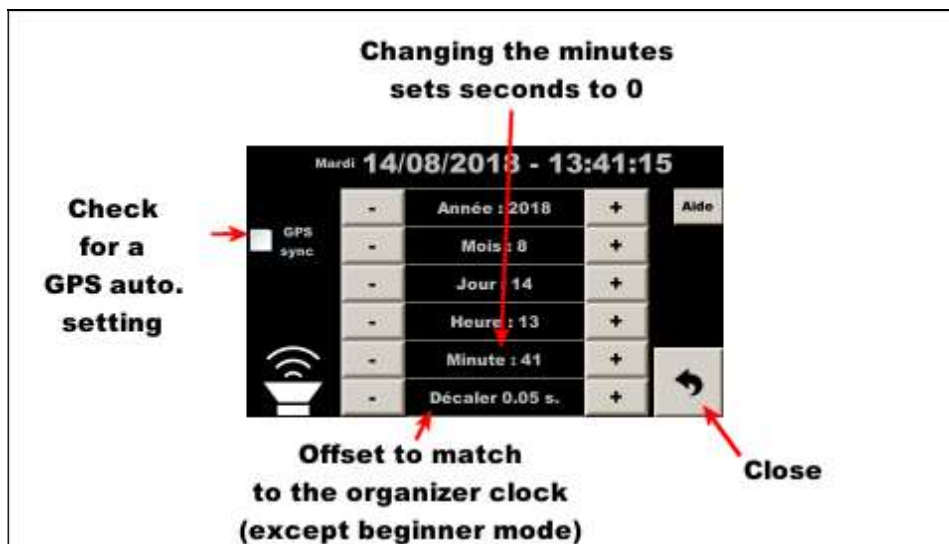 Changing the minutes
sets seconds to 0
Mardi 14/08/2018 - 13:41:15
Check
for a
GPS auto.
setting
GPS
sync
- Année : 2018 + Aide
- Mois : 8 +
- Jour : 14 +
- Heure : 13 +
- Minute : 41 +
- Décaler 0.05 s. +
Offset to match
to the organizer clock
(except beginner mode)
Close